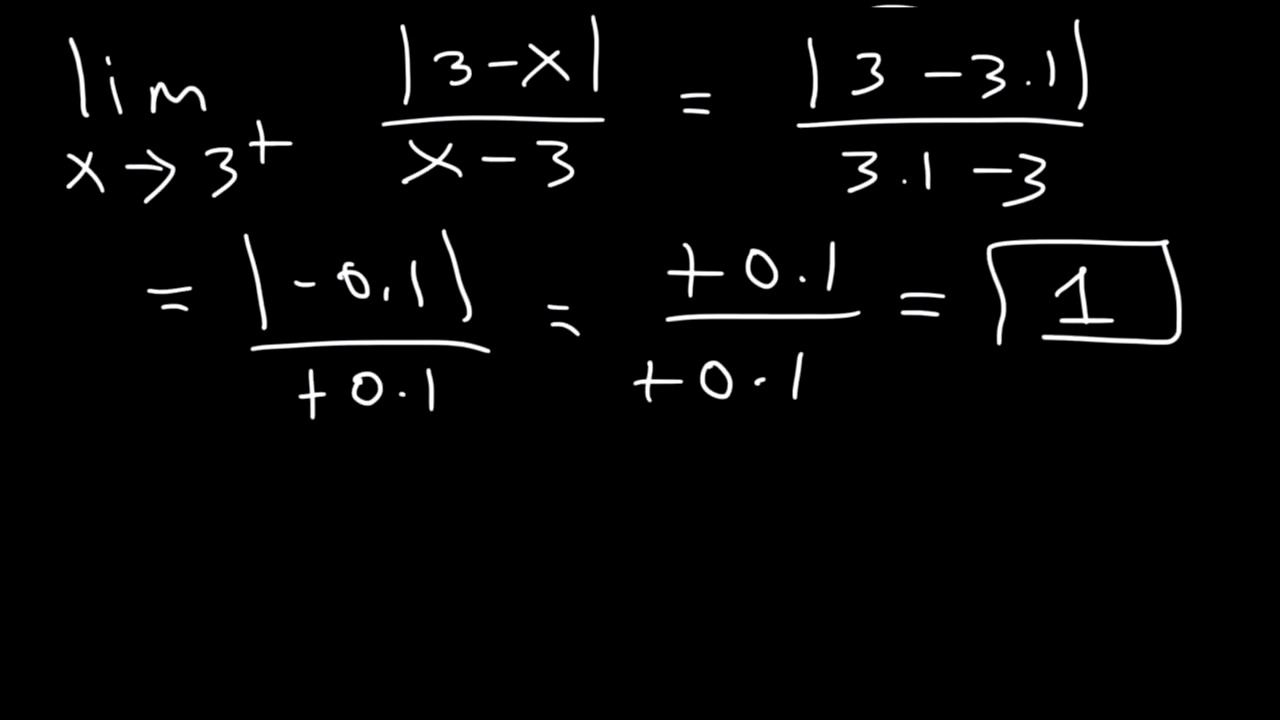 lim x→3⁺ |3-x| / x-3 = |3-3.1| / 3.1-3
= |-0.1| / +0.1 = +0.1 / +0.1 = 1